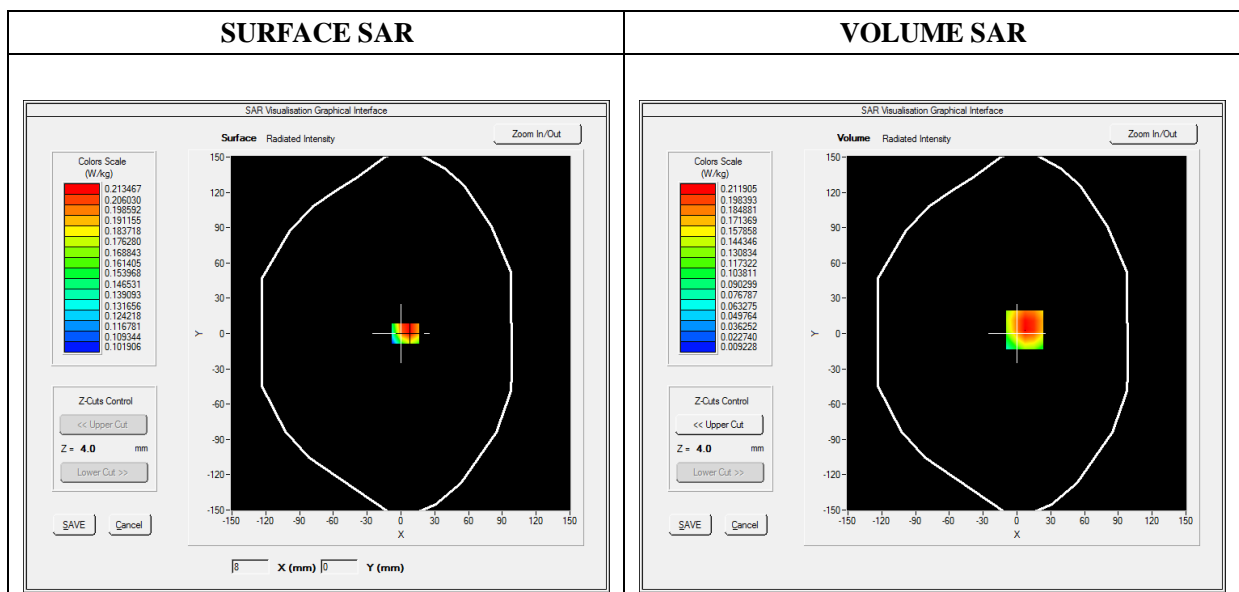 SURFACE SAR
VOLUME SAR
SAR Visualisation Graphical Interface
Surface Radiated Intensity
Zoom In/Out
Colors Scale
(W/kg)
0.213467
0.206030
0.198592
0.191155
0.183718
0.176280
0.168843
0.161405
0.153968
0.146531
0.139093
0.131656
0.124218
0.116781
0.109344
0.101906
150
120
90
60
30
0
-30
-60
-90
-120
-150
Y
-150 -120 -90 -60 -30 0 30 60 90 120 150
X
Z-Cuts Control
<< Upper Cut
Z = 4.0 mm
Lower Cut >>
SAVE Cancel
8 X (mm) 0 Y (mm)
SAR Visualisation Graphical Interface
Volume Radiated Intensity
Zoom In/Out
Colors Scale
(W/kg)
0.211905
0.198393
0.184881
0.171369
0.157858
0.144346
0.130834
0.117322
0.103811
0.090299
0.076787
0.063275
0.049764
0.036252
0.022740
0.009228
150
120
90
60
30
0
-30
-60
-90
-120
-150
Y
-150 -120 -90 -60 -30 0 30 60 90 120 150
X
Z-Cuts Control
<< Upper Cut
Z = 4.0 mm
Lower Cut >>
SAVE Cancel